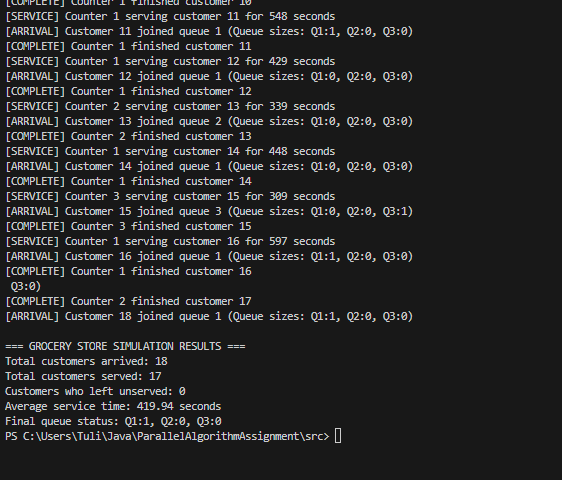 [COMPLETE] Counter 1 finished customer 10
[SERVICE] Counter 1 serving customer 11 for 548 seconds
[ARRIVAL] Customer 11 joined queue 1 (Queue sizes: Q1:1, Q2:0, Q3:0)
[COMPLETE] Counter 1 finished customer 11
[SERVICE] Counter 1 serving customer 12 for 429 seconds
[ARRIVAL] Customer 12 joined queue 1 (Queue sizes: Q1:0, Q2:0, Q3:0)
[COMPLETE] Counter 1 finished customer 12
[SERVICE] Counter 2 serving customer 13 for 339 seconds
[ARRIVAL] Customer 13 joined queue 2 (Queue sizes: Q1:0, Q2:0, Q3:0)
[COMPLETE] Counter 2 finished customer 13
[SERVICE] Counter 1 serving customer 14 for 448 seconds
[ARRIVAL] Customer 14 joined queue 1 (Queue sizes: Q1:0, Q2:0, Q3:0)
[COMPLETE] Counter 1 finished customer 14
[SERVICE] Counter 3 serving customer 15 for 309 seconds
[ARRIVAL] Customer 15 joined queue 3 (Queue sizes: Q1:0, Q2:0, Q3:1)
[COMPLETE] Counter 3 finished customer 15
[SERVICE] Counter 1 serving customer 16 for 597 seconds
[ARRIVAL] Customer 16 joined queue 1 (Queue sizes: Q1:1, Q2:0, Q3:0)
[COMPLETE] Counter 1 finished customer 16
Q3:0)
[COMPLETE] Counter 2 finished customer 17
[ARRIVAL] Customer 18 joined queue 1 (Queue sizes: Q1:1, Q2:0, Q3:0)
=== GROCERY STORE SIMULATION RESULTS ===
Total customers arrived: 18
Total customers served: 17
Customers who left unserved: 0
Average service time: 419.94 seconds
Final queue status: Q1:1, Q2:0, Q3:0
PS C:\Users\Tuli\Java\ParallelAlgorithmAssignment\src>